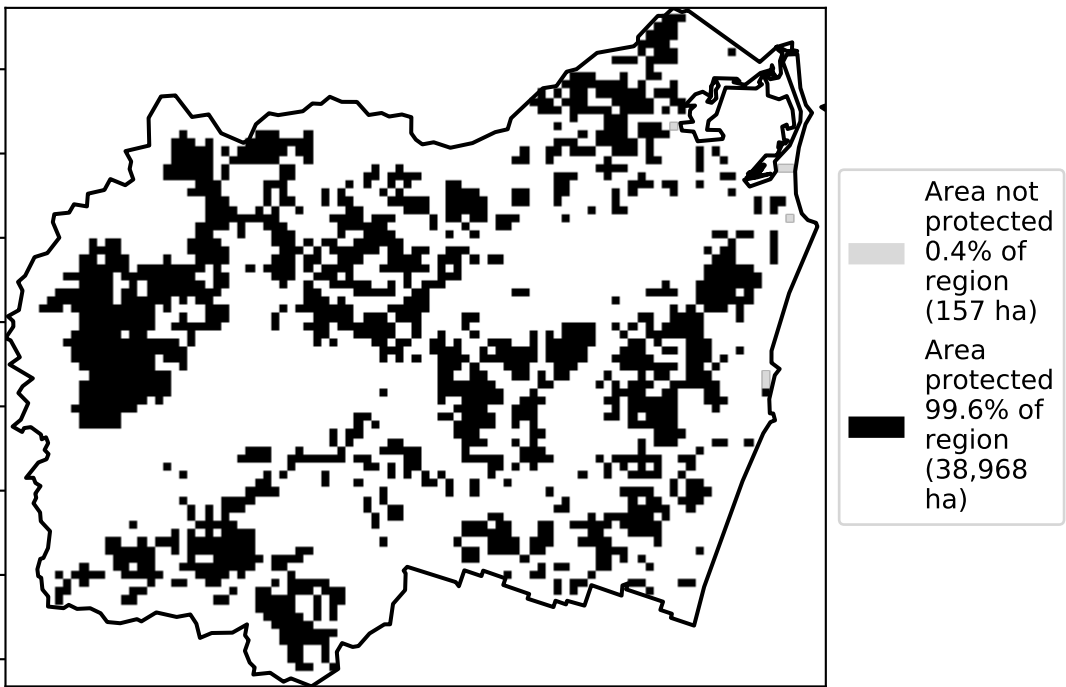 Area not
protected
0.4% of
region
(157 ha)
Area
protected
99.6% of
region
(38,968
ha)